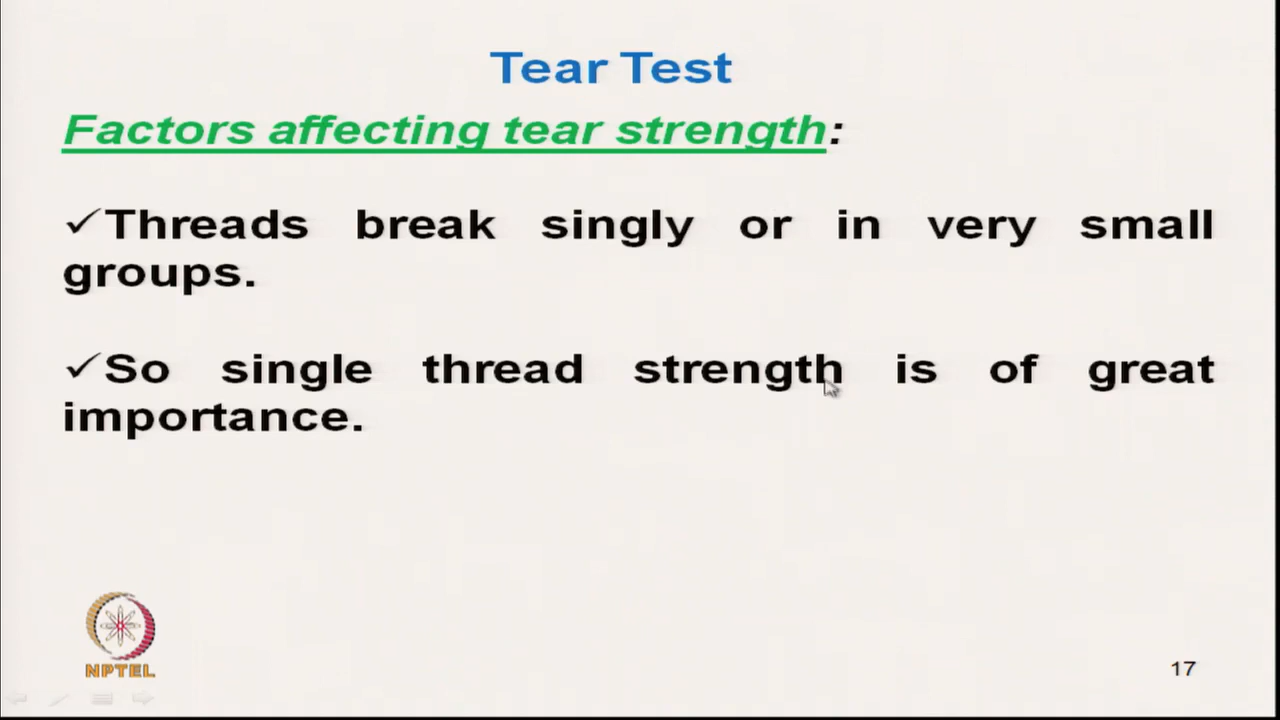 Tear Test
Factors affecting tear strength:
✓Threads break singly or in very small
groups.
✓So single thread strength is of great
importance.
NPTEL
17